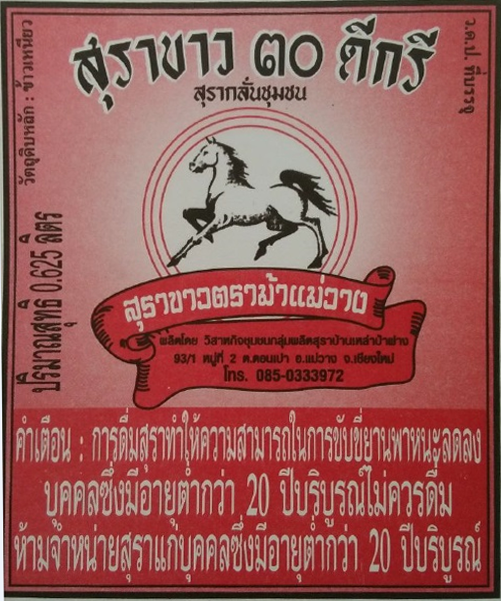 สุราขาว ๓๐ ดีกรี
สุรากลั่นชุมชน
วัตถุดิบหลัก : ข้าวเหนียว
ว.ด.ป. ที่บรรจุ
ปริมาณสุทธิ 0.625 ลิตร
สุราขาวตราม้าแม่วาง
ผลิตโดย วิสาหกิจชุมชนกลุ่มผลิตสุราบ้านเหล่าป่าฝาง
93/1 หมู่ที่ 2 ต.ดอนเปา อ.แม่วาง จ.เชียงใหม่
โทร. 085-0333972
คำเตือน : การดื่มสุราทำให้ความสามารถในการขับขี่ยานพาหนะลดลง
บุคคลซึ่งมีอายุต่ำกว่า 20 ปีบริบูรณ์ไม่ควรดื่ม
ห้ามจำหน่ายสุราแก่บุคคลซึ่งมีอายุต่ำกว่า 20 ปีบริบูรณ์